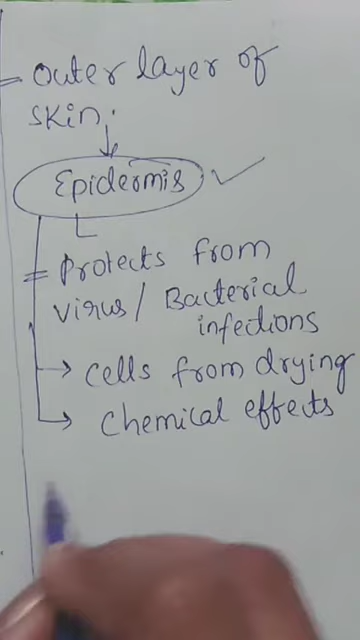 = outer layer of
skin.
Epidermis
= Protects from
virus/ Bacterial
infections
→ cells from drying
→ chemical effects